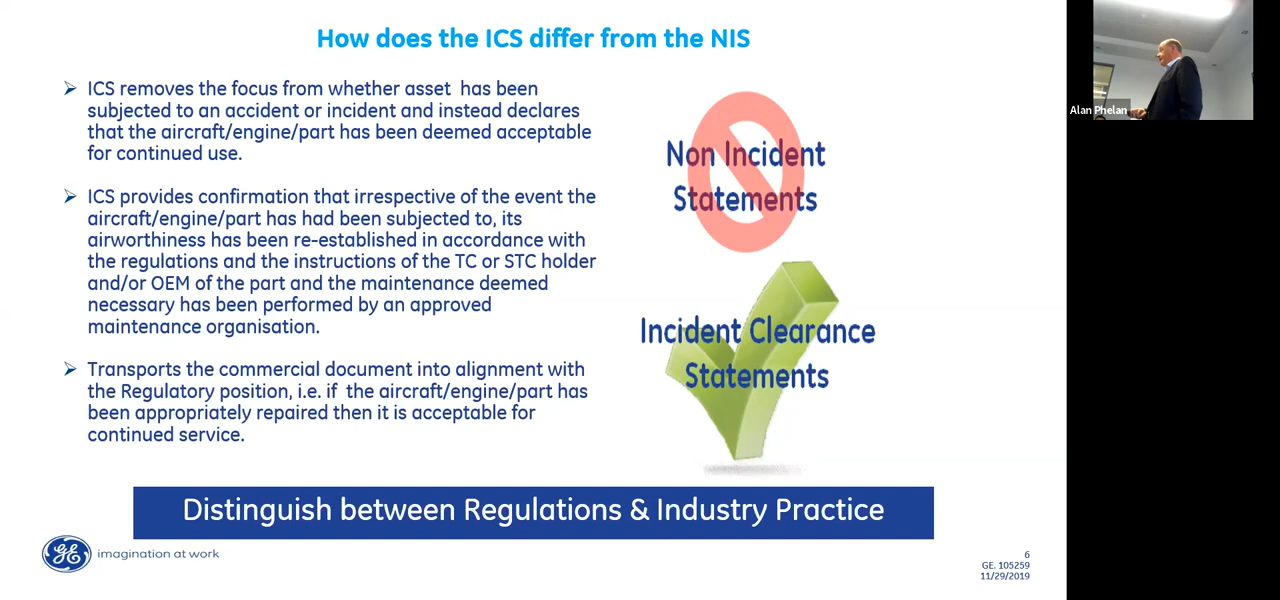 How does the ICS differ from the NIS
➢ ICS removes the focus from whether asset has been
subjected to an accident or incident and instead declares
that the aircraft/engine/part has been deemed acceptable
for continued use.
➢ ICS provides confirmation that irrespective of the event the
aircraft/engine/part has had been subjected to, its
airworthiness has been re-established in accordance with
the regulations and the instructions of the TC or STC holder
and/or OEM of the part and the maintenance deemed
necessary has been performed by an approved
maintenance organisation.
➢ Transports the commercial document into alignment with
the Regulatory position, i.e. if the aircraft/engine/part has
been appropriately repaired then it is acceptable for
continued service.
Non Incident
Statements
Incident Clearance
Statements
Distinguish between Regulations & Industry Practice
GE imagination at work
6
GE. 105259
11/29/2019
Alan Phelan